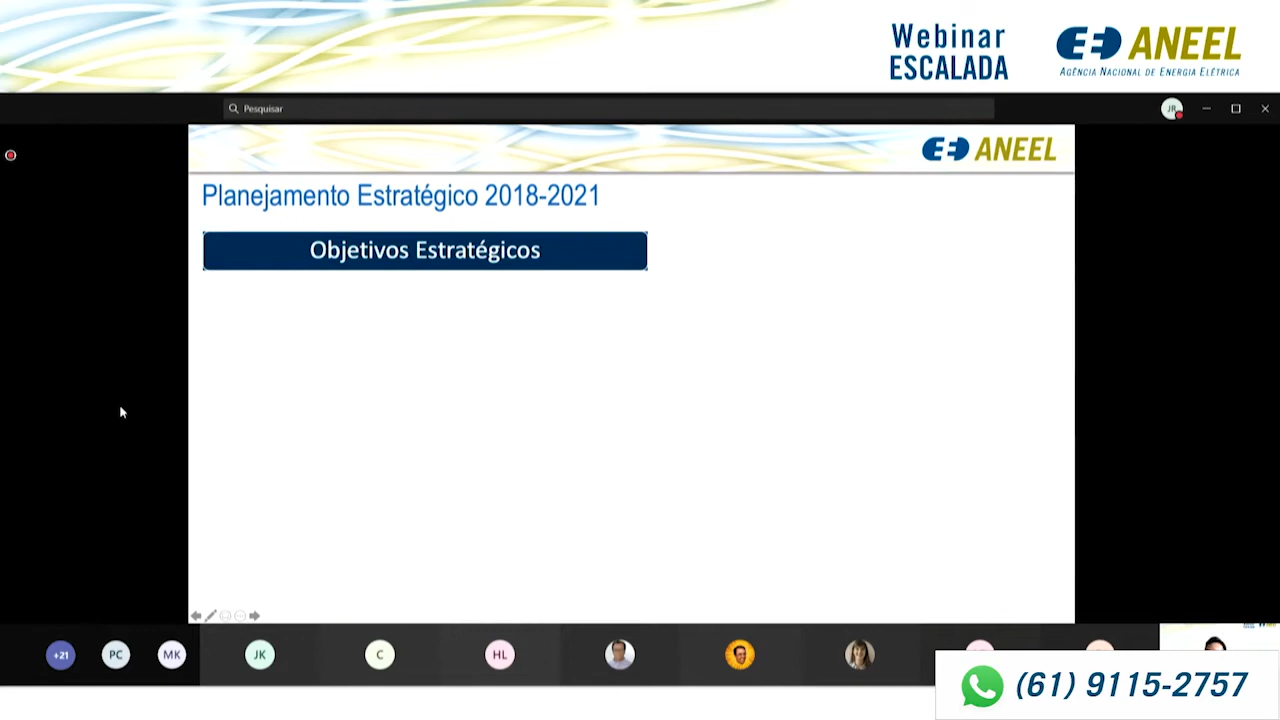 Webinar
ESCALADA
ANEEL
AGÊNCIA NACIONAL DE ENERGIA ELÉTRICA
Pesquisar
JR
ANEEL
Planejamento Estratégico 2018-2021
Objetivos Estratégicos
+21
PC
MK
JK
C
HL
(61) 9115-2757